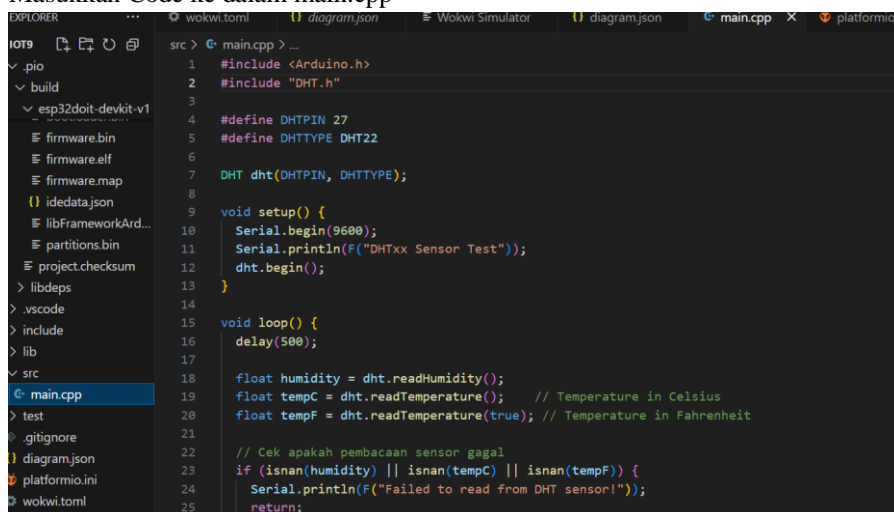 Masukkan Code ke dalam main.cpp
EXPLORER ...
wokwi.toml {} diagram.json Wokwi Simulator {} diagram.json main.cpp X platformio
IOT9
src > main.cpp > ...
.pio
build
esp32doit-devkit-v1
firmware.bin
firmware.elf
firmware.map
{} idedata.json
libFrameworkArd...
partitions.bin
project.checksum
> libdeps
> .vscode
> include
> lib
src
main.cpp
> test
.gitignore
{} diagram.json
platformio.ini
wokwi.toml
1 #include <Arduino.h>
2 #include "DHT.h"
3
4 #define DHTPIN 27
5 #define DHTTYPE DHT22
6
7 DHT dht(DHTPIN, DHTTYPE);
8
9 void setup() {
10 Serial.begin(9600);
11 Serial.println(F("DHTxx Sensor Test"));
12 dht.begin();
13 }
14
15 void loop() {
16 delay(500);
17
18 float humidity = dht.readHumidity();
19 float tempC = dht.readTemperature(); // Temperature in Celsius
20 float tempF = dht.readTemperature(true); // Temperature in Fahrenheit
21
22 // Cek apakah pembacaan sensor gagal
23 if (isnan(humidity) || isnan(tempC) || isnan(tempF)) {
24 Serial.println(F("Failed to read from DHT sensor!"));
25 return;